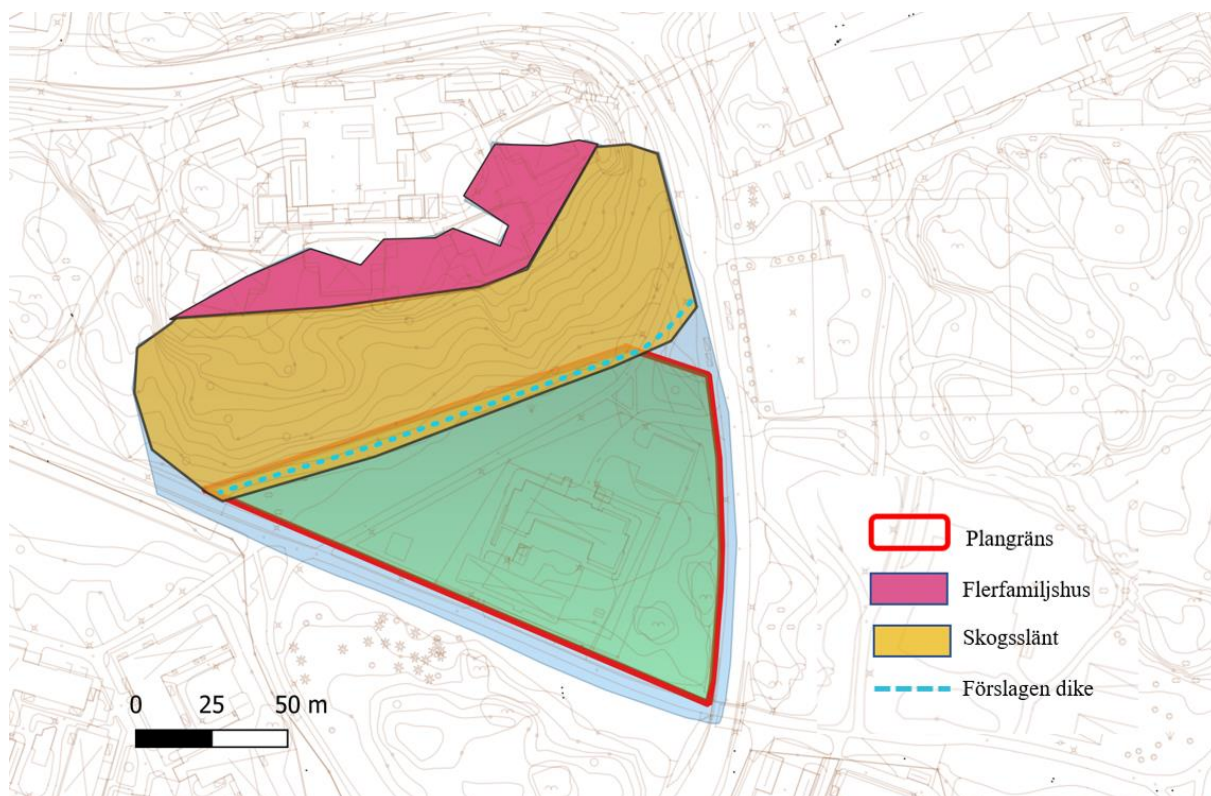 Plangräns
Flerfamiljshus
Skogsslänt
Förslagen dike
0 25 50 m